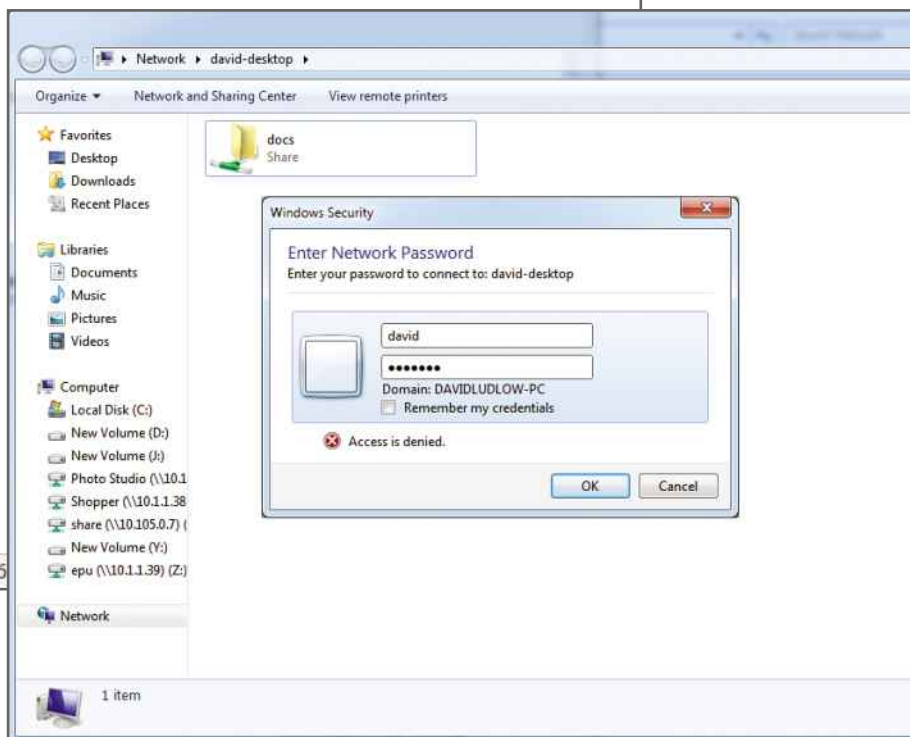 Network ▸ david-desktop ▸
Organize ▾ Network and Sharing Center View remote printers
Favorites
Desktop
Downloads
Recent Places
Libraries
Documents
Music
Pictures
Videos
Computer
Local Disk (C:)
New Volume (D:)
New Volume (J:)
Photo Studio (\\10.1
Shopper (\\10.1.1.38
share (\\10.105.0.7) (
New Volume (Y:)
epu (\\10.1.1.39) (Z:)
Network
docs
Share
Windows Security
Enter Network Password
Enter your password to connect to: david-desktop
david
•••••••
Domain: DAVIDLUDLOW-PC
Remember my credentials
Access is denied.
OK Cancel
1 item